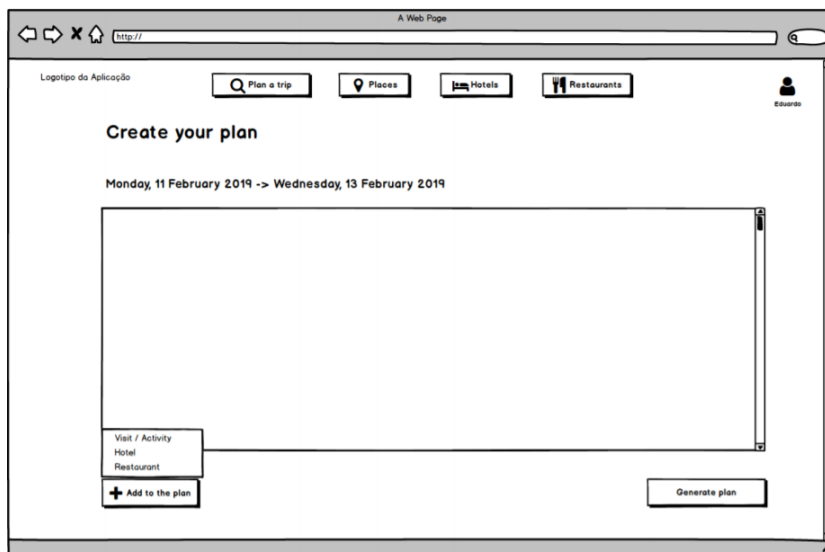 A Web Page
http://
Logotipo da Aplicação
Plan a trip
Places
Hotels
Restaurants
Eduardo
Create your plan
Monday, 11 February 2019 -> Wednesday, 13 February 2019
Visit / Activity
Hotel
Restaurant
Add to the plan
Generate plan